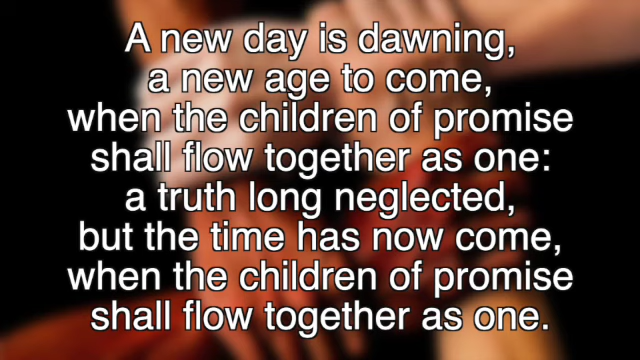 A new day is dawning,
a new age to come,
when the children of promise
shall flow together as one:
a truth long neglected,
but the time has now come,
when the children of promise
shall flow together as one.